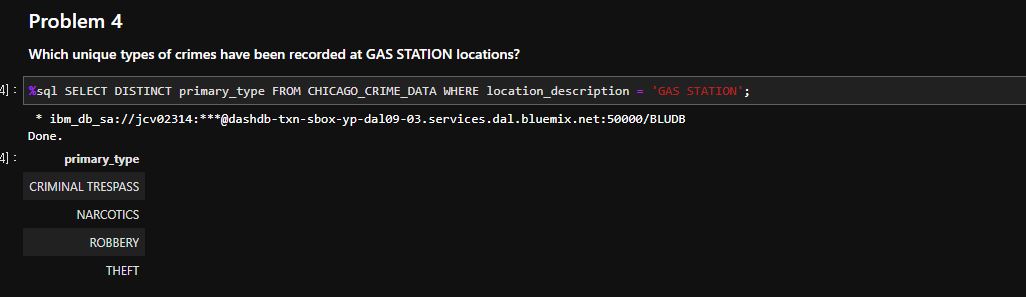 Problem 4
Which unique types of crimes have been recorded at GAS STATION locations?
4]: %sql SELECT DISTINCT primary_type FROM CHICAGO_CRIME_DATA WHERE location_description = 'GAS STATION';
* ibm_db_sa://jcv02314:***@dashdb-txn-sbox-yp-dal09-03.services.dal.bluemix.net:50000/BLUDB
Done.
4]: primary_type
CRIMINAL TRESPASS
NARCOTICS
ROBBERY
THEFT